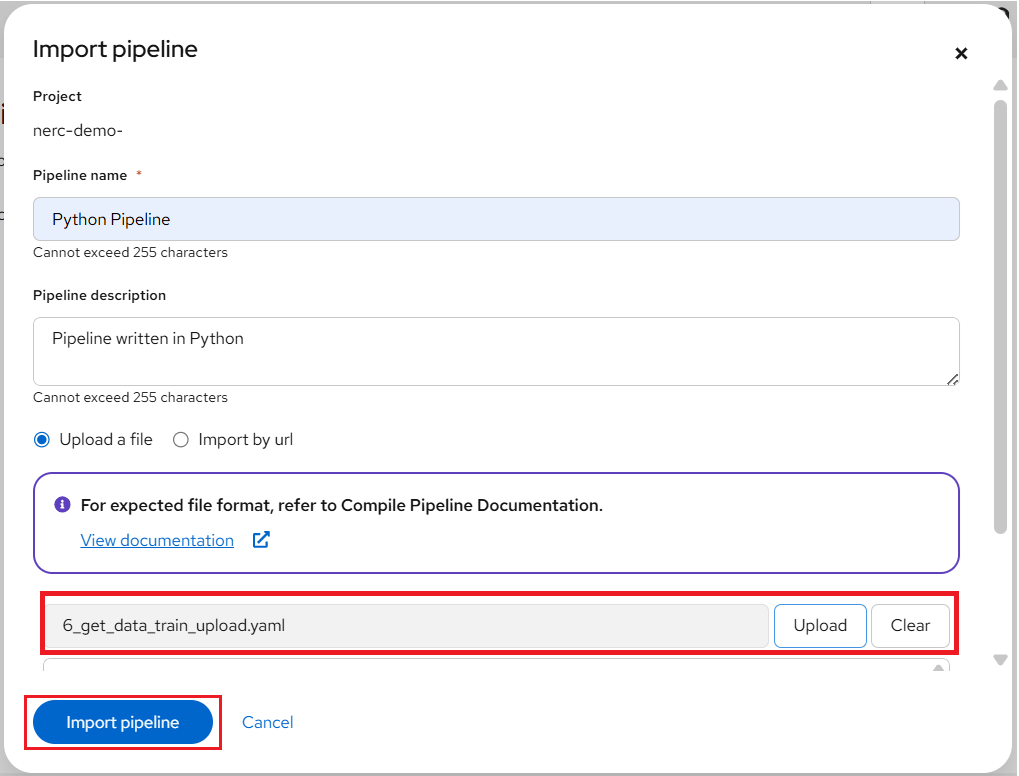 Import pipeline
Project
nerc-demo-
Pipeline name *
Python Pipeline
Cannot exceed 255 characters
Pipeline description
Pipeline written in Python
Cannot exceed 255 characters
Upload a file Import by url
For expected file format, refer to Compile Pipeline Documentation.
View documentation
6_get_data_train_upload.yaml Upload Clear
Import pipeline Cancel